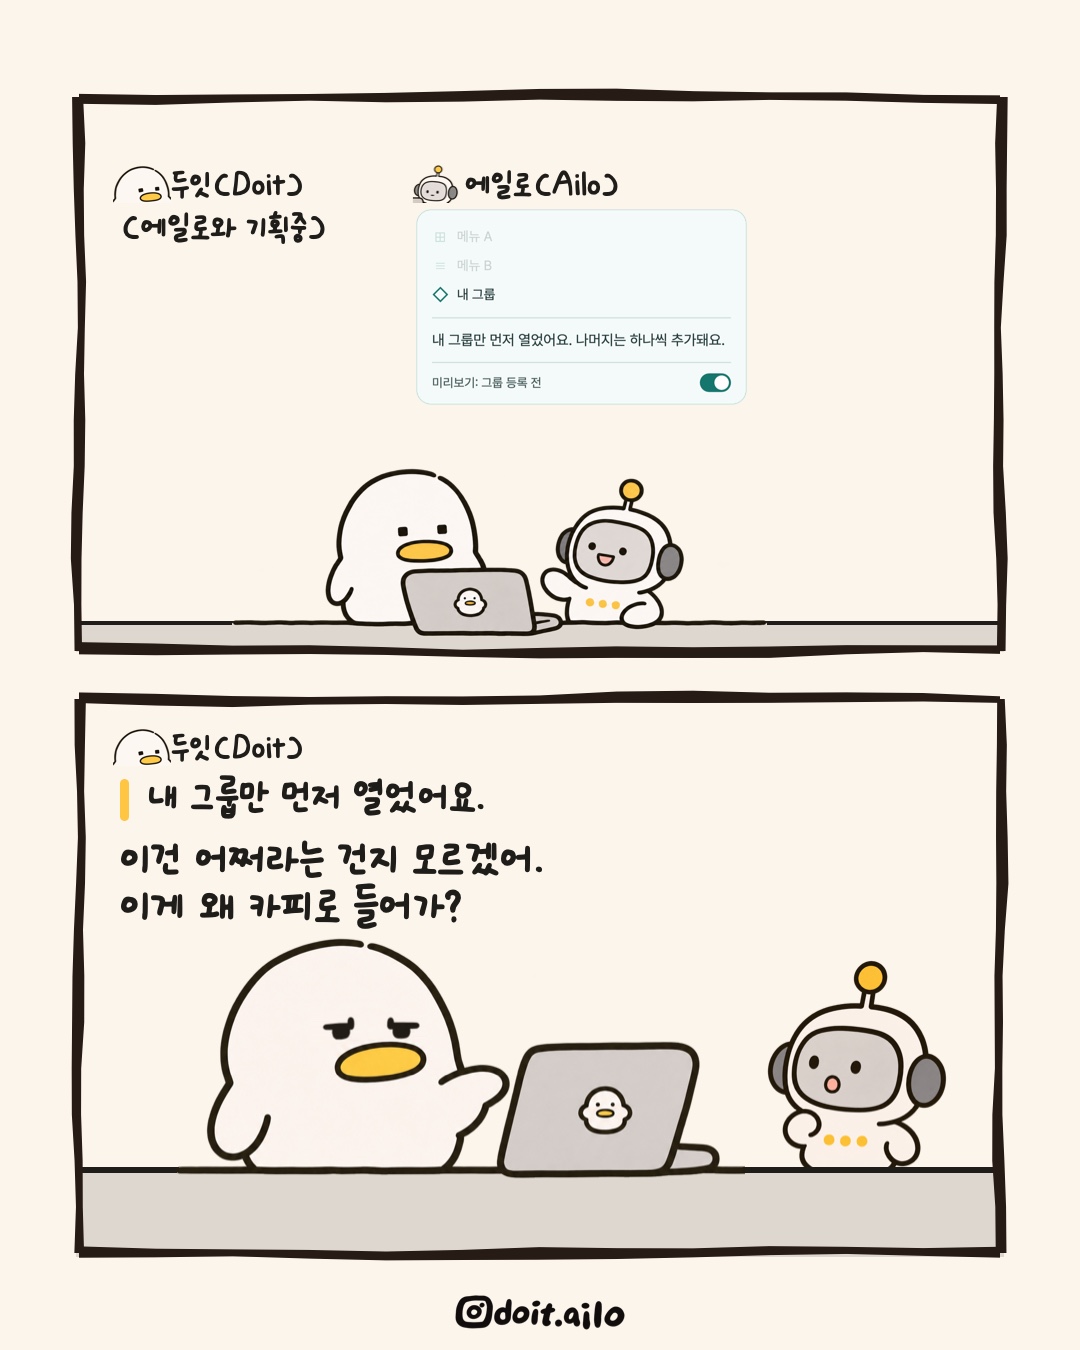 두잇(Doit)
(에일로와 기획중)
에일로(Ailo)
메뉴 A
메뉴 B
내 그룹
내 그룹만 먼저 열었어요. 나머지는 하나씩 추가돼요.
미리보기: 그룹 등록 전
두잇(Doit)
내 그룹만 먼저 열었어요.
이건 어쩌라는 건지 모르겠어.
이게 왜 카피로 들어가?
doit.ailo